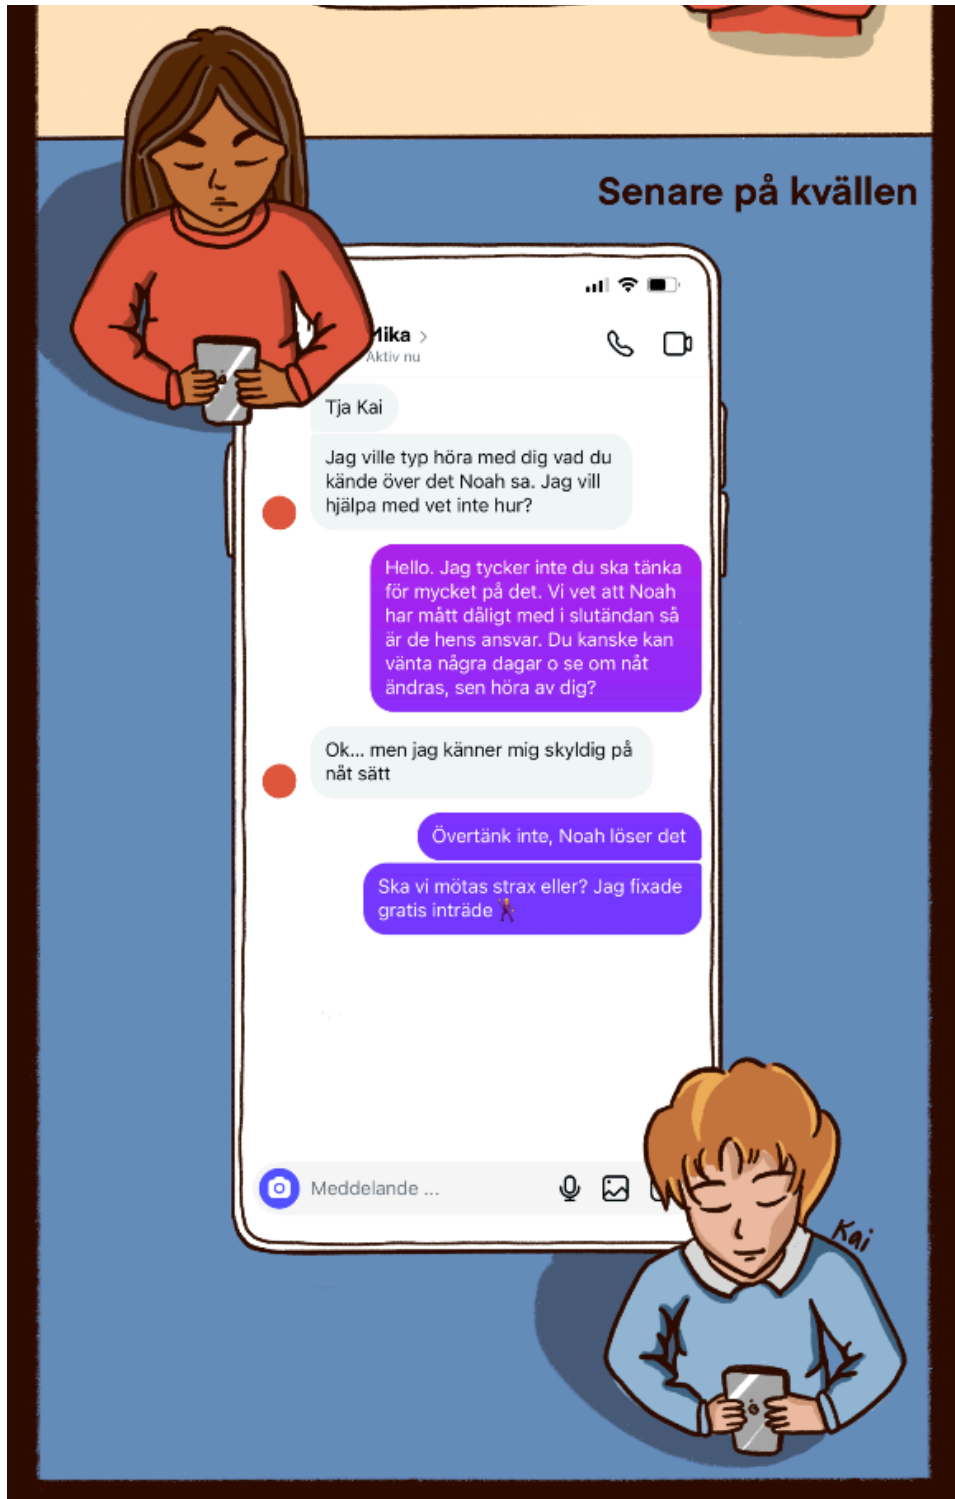 Senare på kvällen
Mika >
Aktiv nu
Tja Kai
Jag ville typ höra med dig vad du
kände över det Noah sa. Jag vill
hjälpa med vet inte hur?
Hello. Jag tycker inte du ska tänka
för mycket på det. Vi vet att Noah
har mått dåligt med i slutändan så
är de hens ansvar. Du kanske kan
vänta några dagar o se om nåt
ändras, sen höra av dig?
Ok... men jag känner mig skyldig på
nåt sätt
Övertänk inte, Noah löser det
Ska vi mötas strax eller? Jag fixade
gratis inträde 🕺
Meddelande ...
Kai